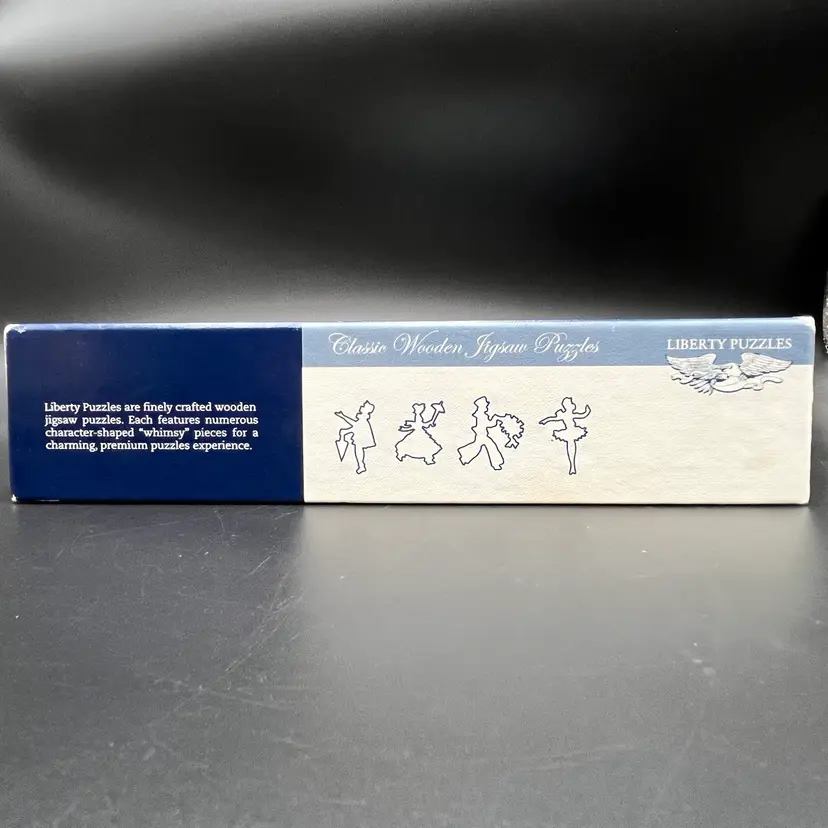 Classic Wooden Jigsaw Puzzles
LIBERTY PUZZLES
Liberty Puzzles are finely crafted wooden
jigsaw puzzles. Each features numerous
character-shaped "whimsy" pieces for a
charming, premium puzzles experience.